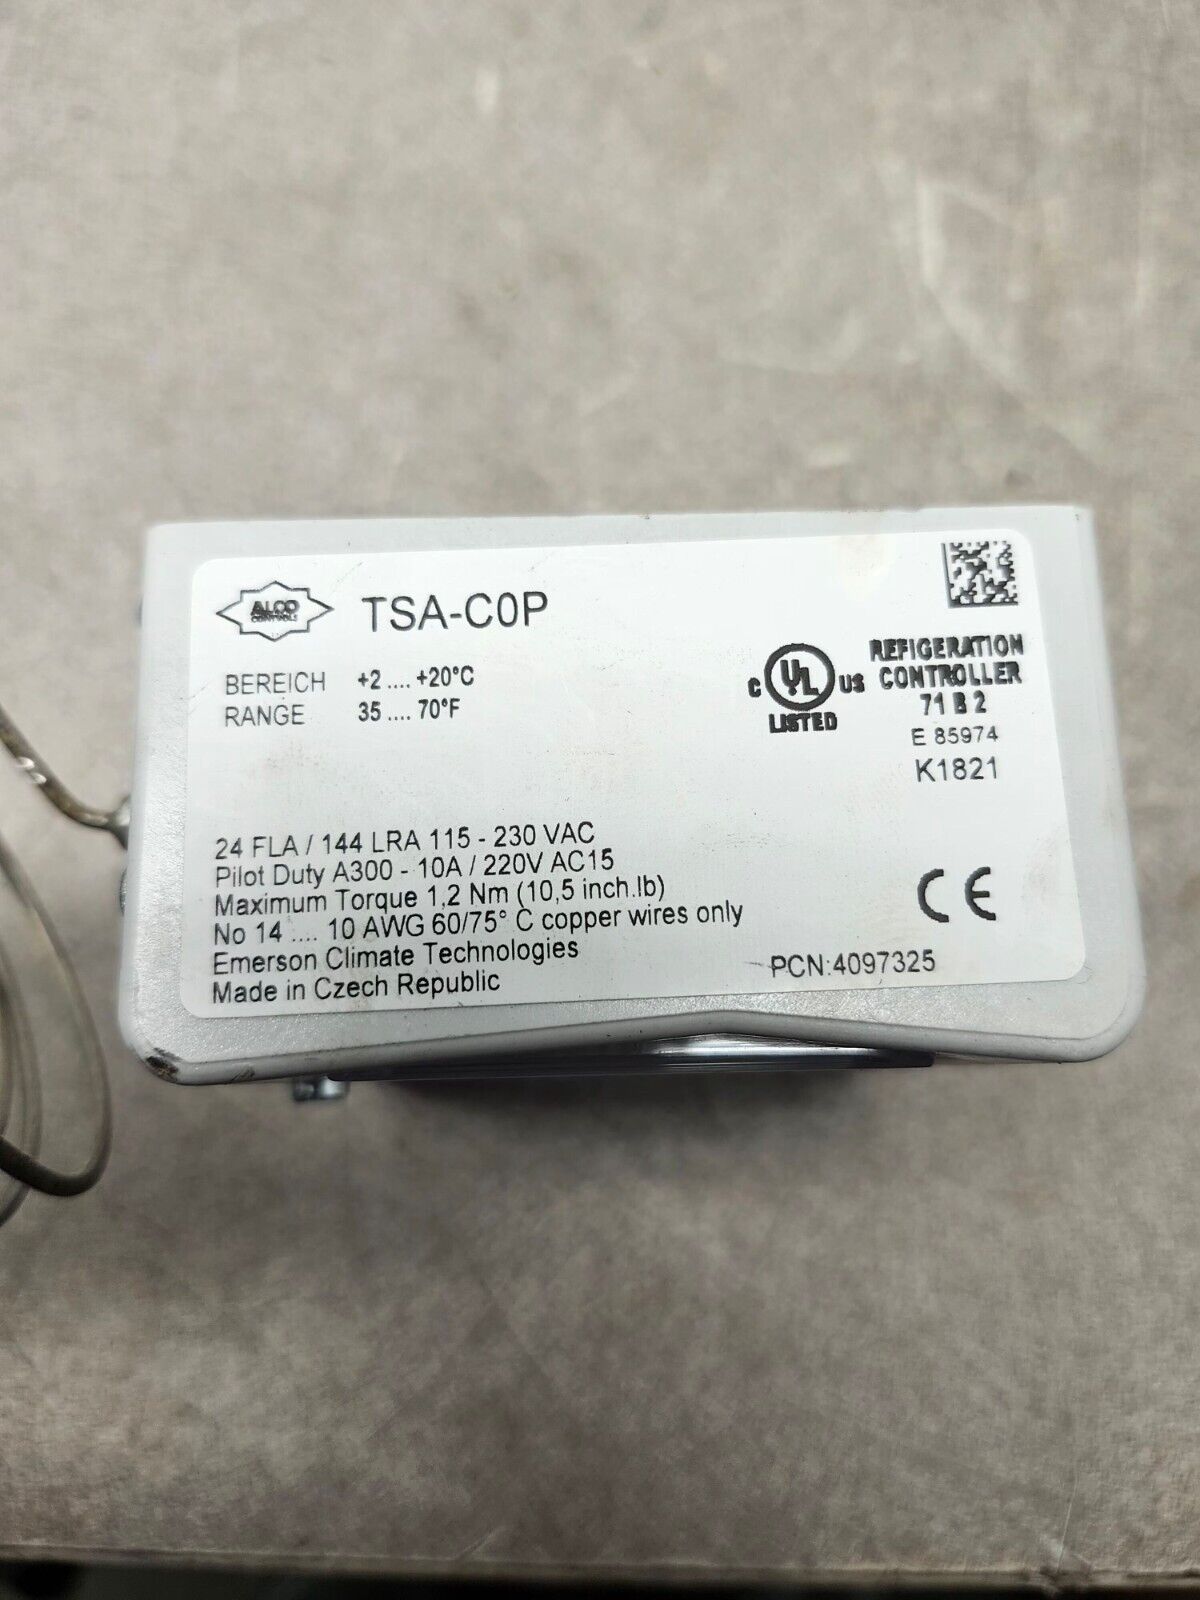 ALCO
CONTROLS
TSA-C0P
BEREICH +2 .... +20°C
RANGE 35 .... 70°F
C UL US
LISTED
REFIGERATION
CONTROLLER
71 B 2
E 85974
K1821
24 FLA / 144 LRA 115 - 230 VAC
Pilot Duty A300 - 10A / 220V AC15
Maximum Torque 1,2 Nm (10,5 inch.lb)
No 14 .... 10 AWG 60/75° C copper wires only
Emerson Climate Technologies
Made in Czech Republic
CE
PCN:4097325